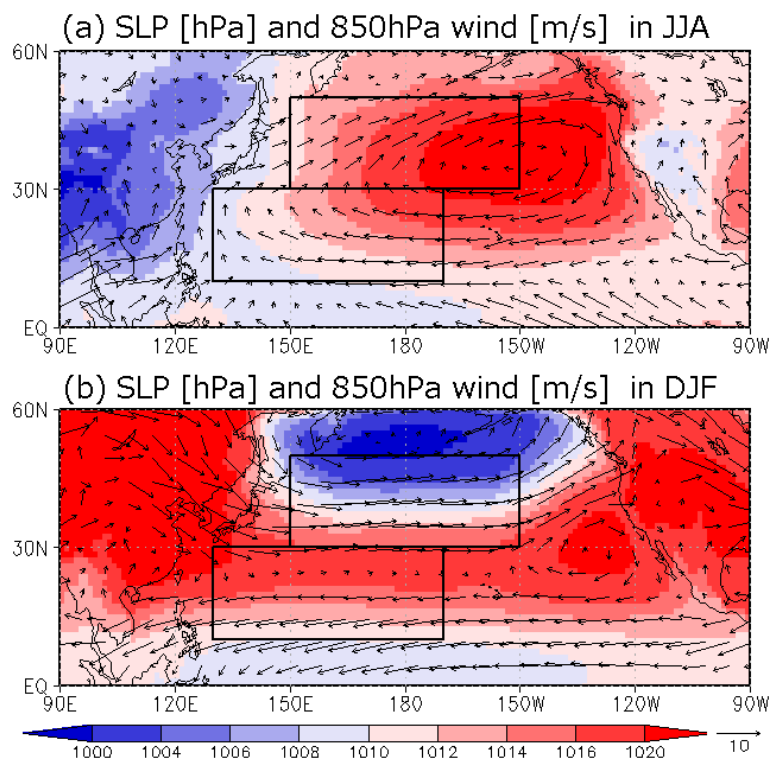 (a) SLP [hPa] and 850hPa wind [m/s] in JJA
60N
30N
EQ
90E 120E 150E 180 150W 120W 90W
(b) SLP [hPa] and 850hPa wind [m/s] in DJF
60N
30N
EQ
90E 120E 150E 180 150W 120W 90W
1000 1004 1006 1008 1010 1012 1014 1016 1020 10